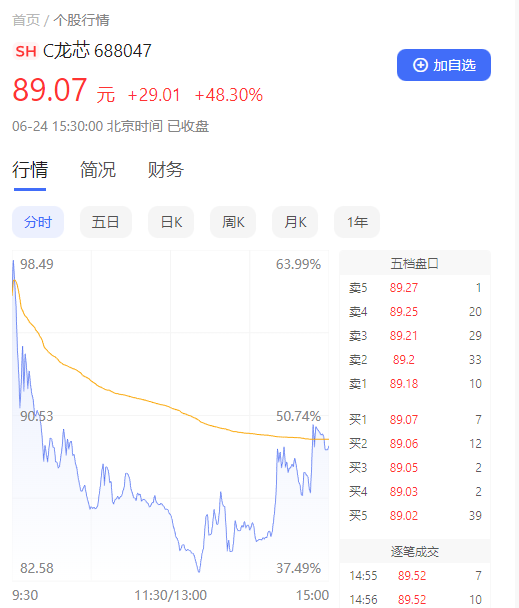 首页 / 个股行情
SH C龙芯 688047
加自选
89.07 元 +29.01 +48.30%
06-24 15:30:00 北京时间 已收盘
行情 简况 财务
分时 五日 日K 周K 月K 1年
98.49 63.99%
90.53 50.74%
82.58 37.49%
9:30 11:30/13:00 15:00
五档盘口
卖5 89.27 1
卖4 89.25 20
卖3 89.21 29
卖2 89.2 33
卖1 89.18 10
买1 89.07 7
买2 89.06 12
买3 89.05 2
买4 89.03 2
买5 89.02 39
逐笔成交
14:55 89.52 7
14:56 89.52 10